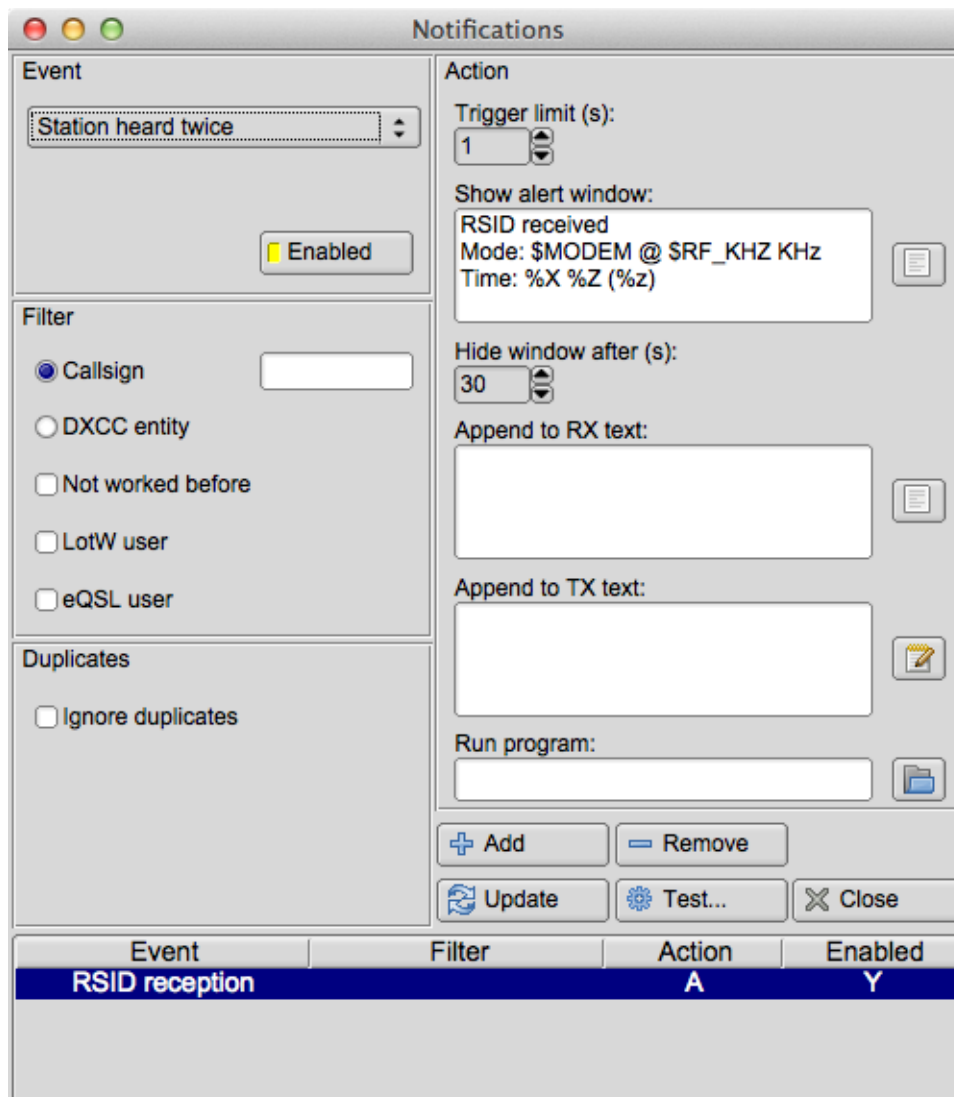 Notifications
Event
Station heard twice
Enabled
Filter
Callsign
DXCC entity
Not worked before
LotW user
eQSL user
Duplicates
Ignore duplicates
Action
Trigger limit (s):
1
Show alert window:
RSID received
Mode: $MODEM @ $RF_KHZ KHz
Time: %X %Z (%z)
Hide window after (s):
30
Append to RX text:
Append to TX text:
Run program:
Add
Remove
Update
Test...
Close
Event Filter Action Enabled
RSID reception A Y